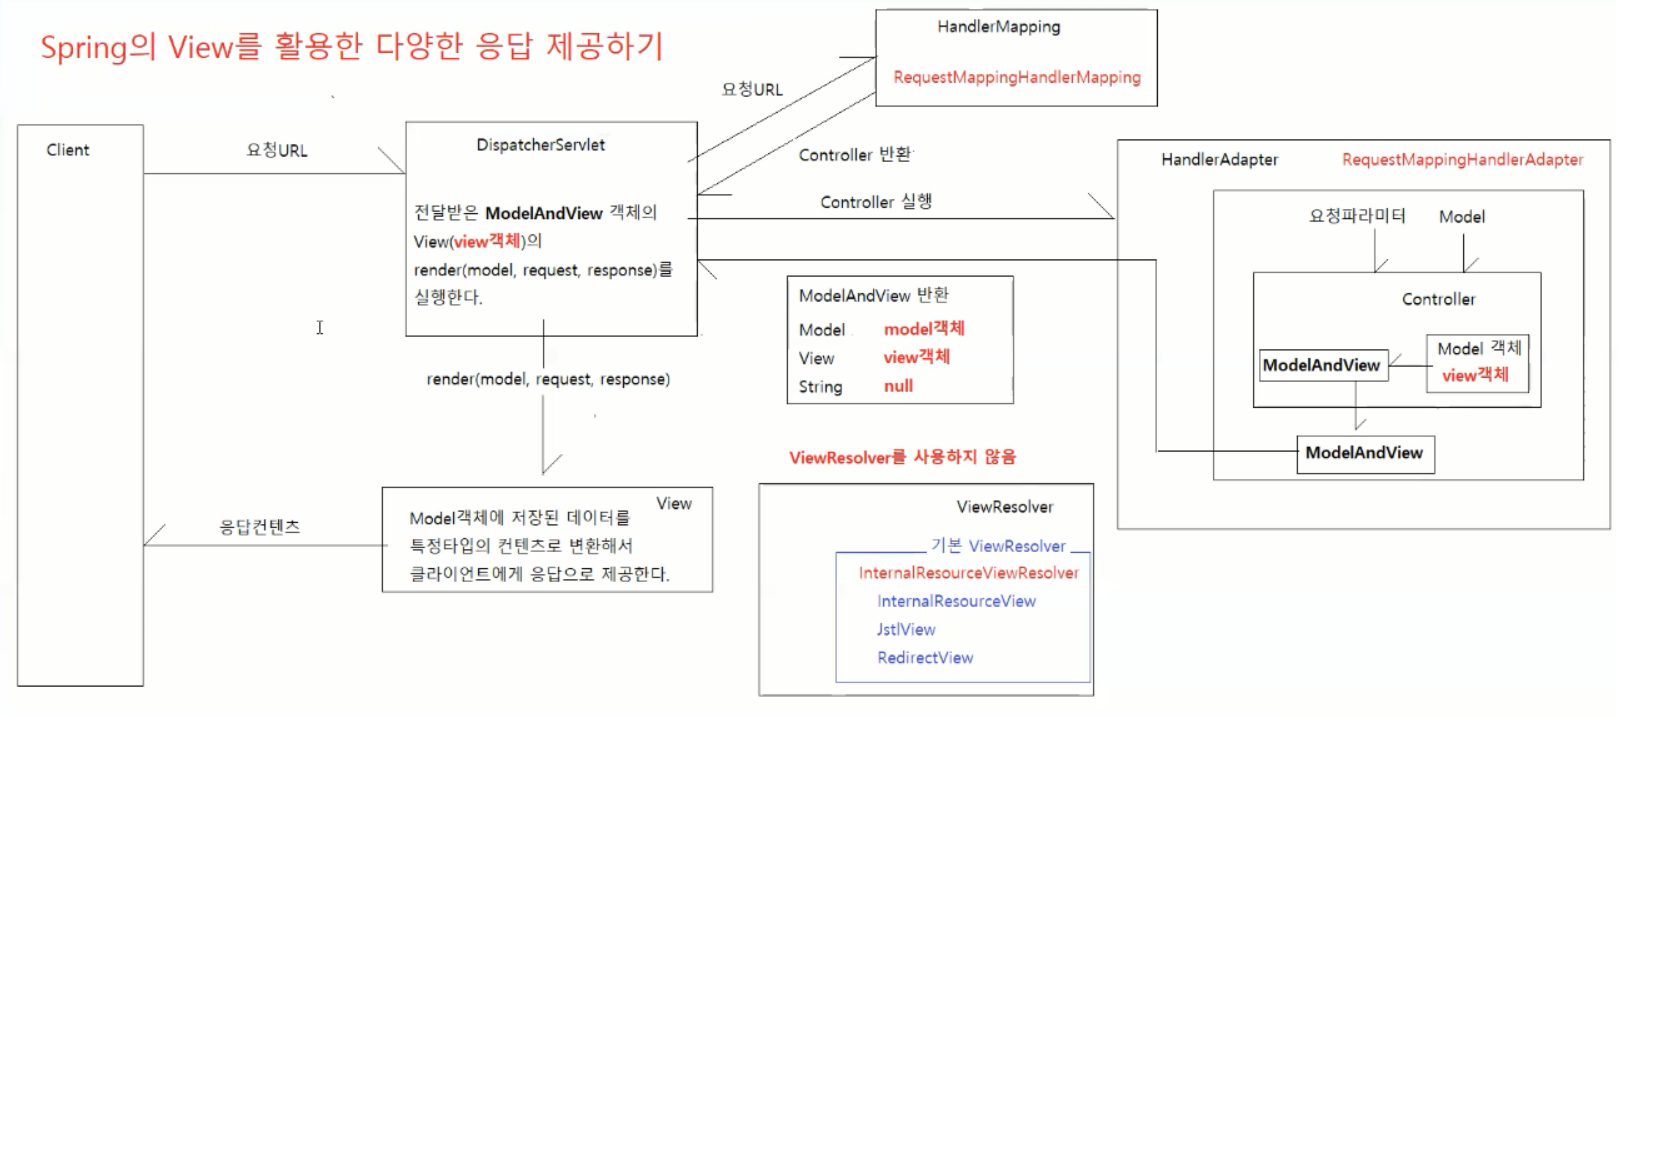 Spring의 View를 활용한 다양한 응답 제공하기
HandlerMapping
RequestMappingHandlerMapping
요청URL
Client
요청URL
DispatcherServlet
전달받은 ModelAndView 객체의
View(view객체)의
render(model, request, response)를
실행한다.
Controller 반환
Controller 실행
HandlerAdapter
RequestMappingHandlerAdapter
요청파라미터
Model
Controller
Model 객체
view객체
ModelAndView
ModelAndView
ModelAndView 반환
Model model객체
View view객체
String null
render(model, request, response)
ViewResolver를 사용하지 않음
View
Model객체에 저장된 데이터를
특정타입의 컨텐츠로 변환해서
클라이언트에게 응답으로 제공한다.
응답컨텐츠
ViewResolver
기본 ViewResolver
InternalResourceViewResolver
InternalResourceView
JstlView
RedirectView